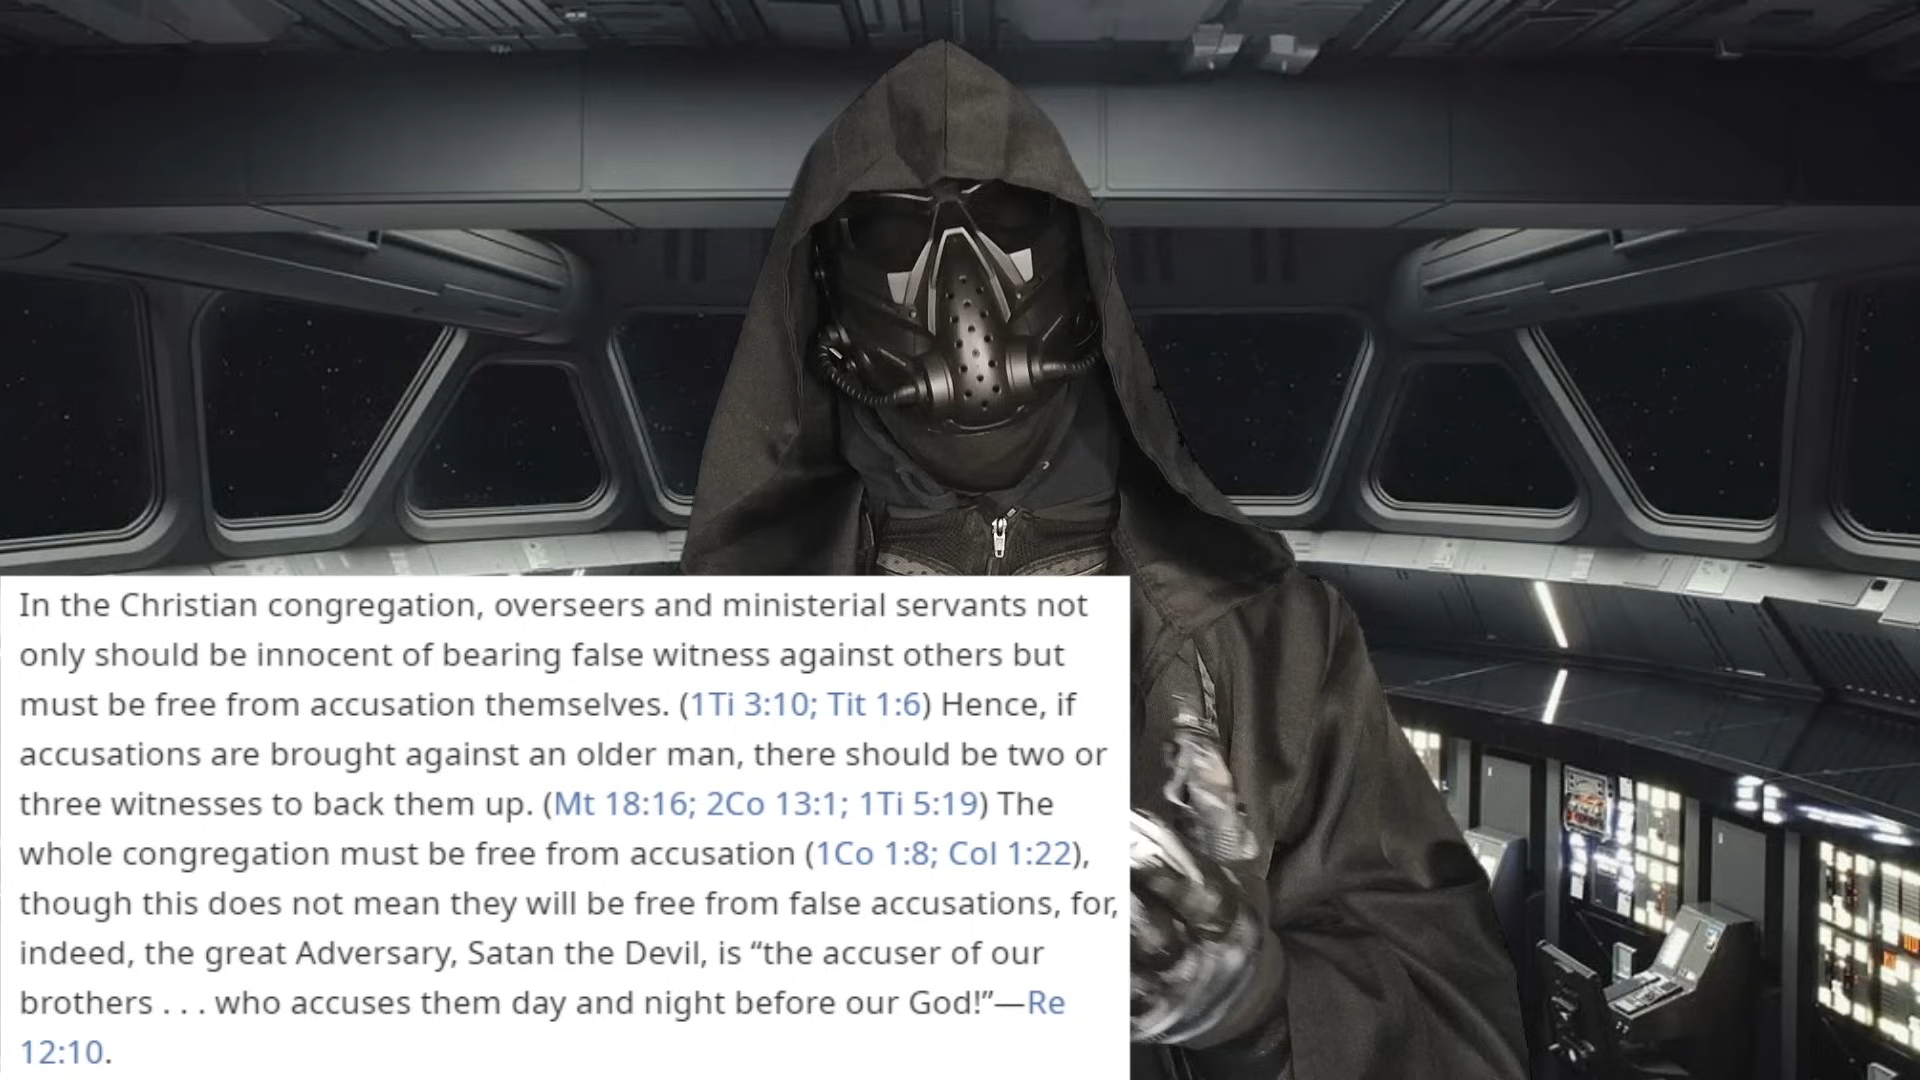 In the Christian congregation, overseers and ministerial servants not
only should be innocent of bearing false witness against others but
must be free from accusation themselves. (1Ti 3:10; Tit 1:6) Hence, if
accusations are brought against an older man, there should be two or
three witnesses to back them up. (Mt 18:16; 2Co 13:1; 1Ti 5:19) The
whole congregation must be free from accusation (1Co 1:8; Col 1:22),
though this does not mean they will be free from false accusations, for,
indeed, the great Adversary, Satan the Devil, is “the accuser of our
brothers . . . who accuses them day and night before our God!”—Re
12:10.